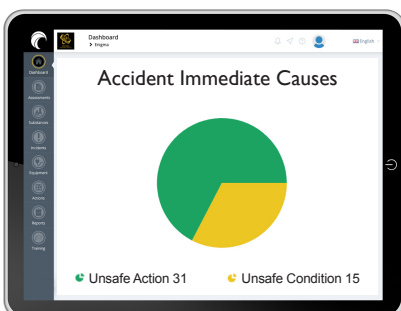 Dashboard
> Enigma
English
Dashboard
Assessments
Substances
Incidents
Equipment
Actions
Reports
Training
Accident Immediate Causes
Unsafe Action 31
Unsafe Condition 15